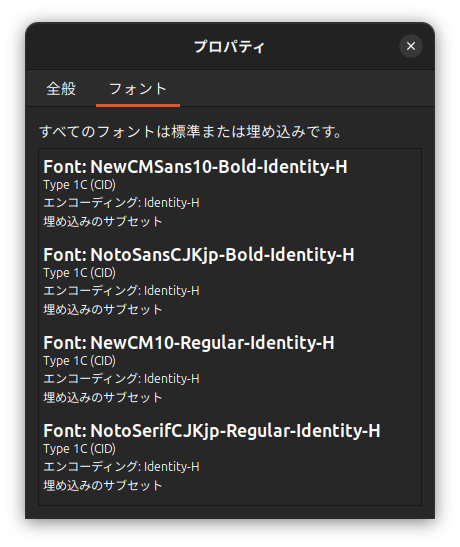 プロパティ
全般 フォント
すべてのフォントは標準または埋め込みです。
Font: NewCMSans10-Bold-Identity-H
Type 1C (CID)
エンコーディング: Identity-H
埋め込みのサブセット
Font: NotoSansCJKjp-Bold-Identity-H
Type 1C (CID)
エンコーディング: Identity-H
埋め込みのサブセット
Font: NewCM10-Regular-Identity-H
Type 1C (CID)
エンコーディング: Identity-H
埋め込みのサブセット
Font: NotoSerifCJKjp-Regular-Identity-H
Type 1C (CID)
エンコーディング: Identity-H
埋め込みのサブセット